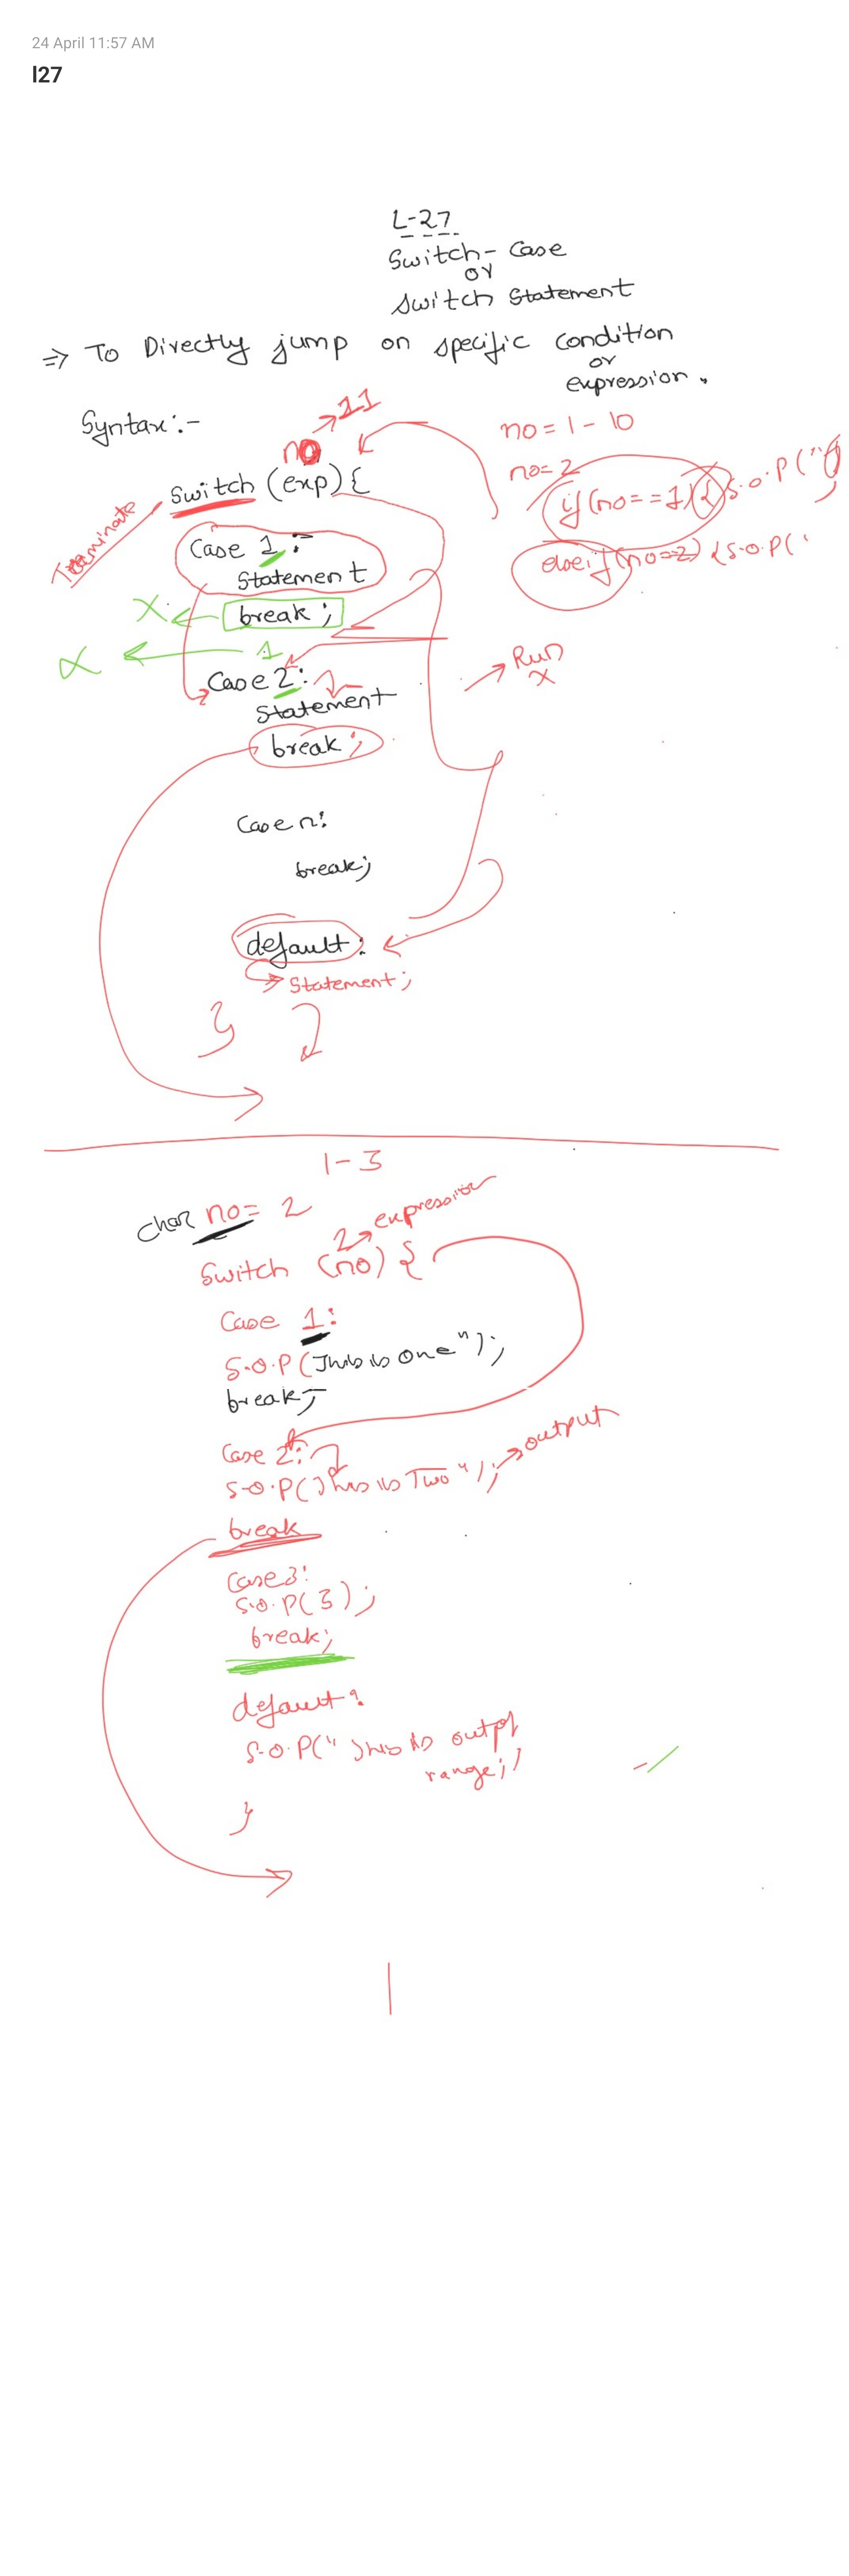 24 April 11:57 AM
l27
L-27
Switch - Case
or
Switch Statement
⇒ To Directly jump on specific condition
or
expression.
Syntax:-
→ 11
no
Switch (exp) {
Terminate
no = 1 - 10
no = 2
if (no == 1) { S.O.P ("
else if (no = 2) { S.O.P ( '
Case 1 :
Statement
X ← break ;
α ← 1
Case 2 :
Statement
break ;
→ Run
X
Case n:
break;
default :
→ Statement ;
}
1 - 3
char no = 2
2 → expression
Switch (no) {
Case 1 :
S.O.P (This is One ");
break;
Case 2 :
S.O.P (This is Two "); → output
break
Case 3:
S.O.P ( 3 ) ;
break;
default :
S.O.P (" This is outpt
range;
}